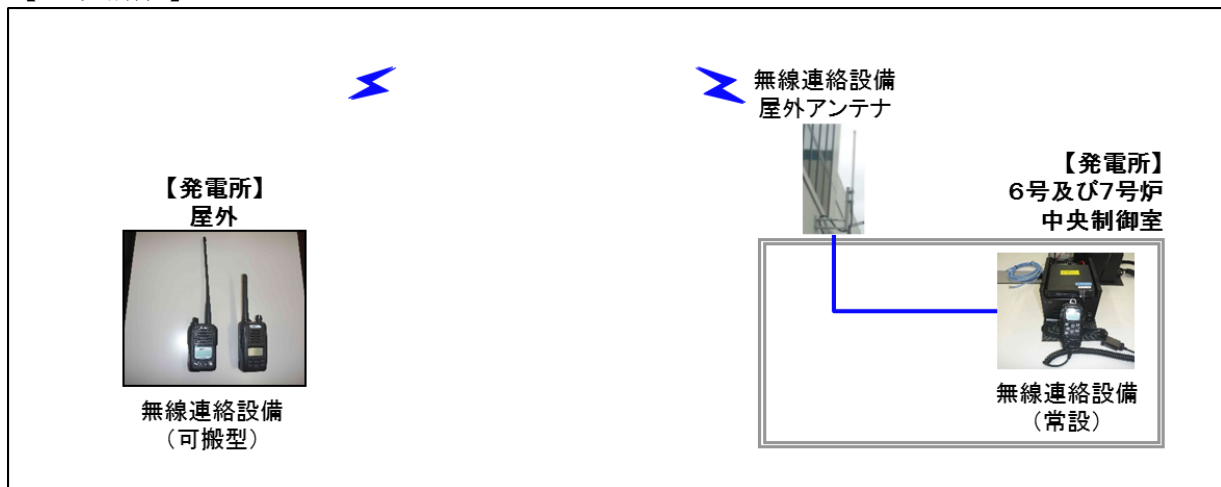 無線連絡設備
屋外アンテナ
【発電所】
6号及び7号炉
中央制御室
【発電所】
屋外
無線連絡設備
（可搬型）
無線連絡設備
（常設）